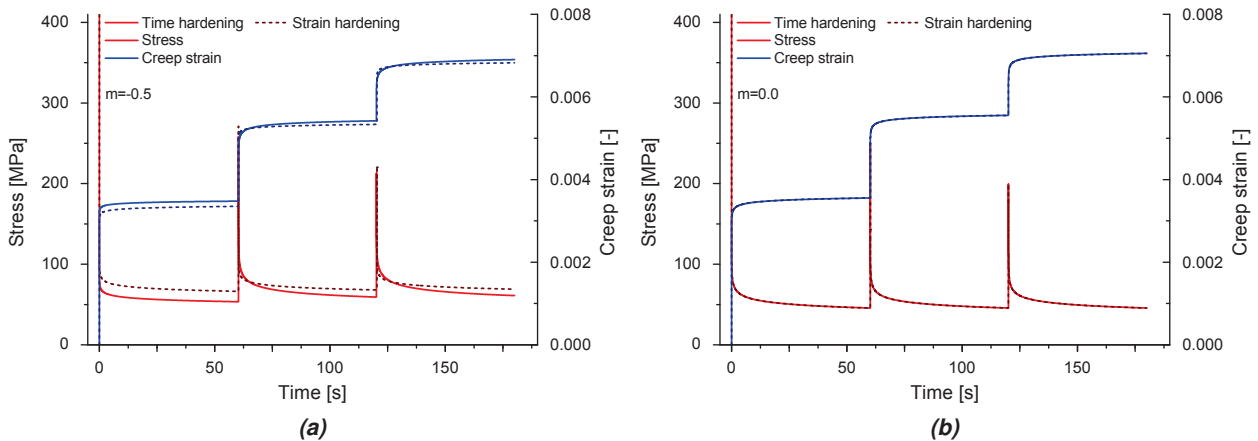 Time hardening
Strain hardening
Stress
Creep strain
m=-0.5
400
300
200
100
0
Stress [MPa]
0.008
0.006
0.004
0.002
0.000
Creep strain [-]
0
50
100
150
Time [s]
(a)
Time hardening
Strain hardening
Stress
Creep strain
m=0.0
400
300
200
100
0
Stress [MPa]
0.008
0.006
0.004
0.002
0.000
Creep strain [-]
0
50
100
150
Time [s]
(b)